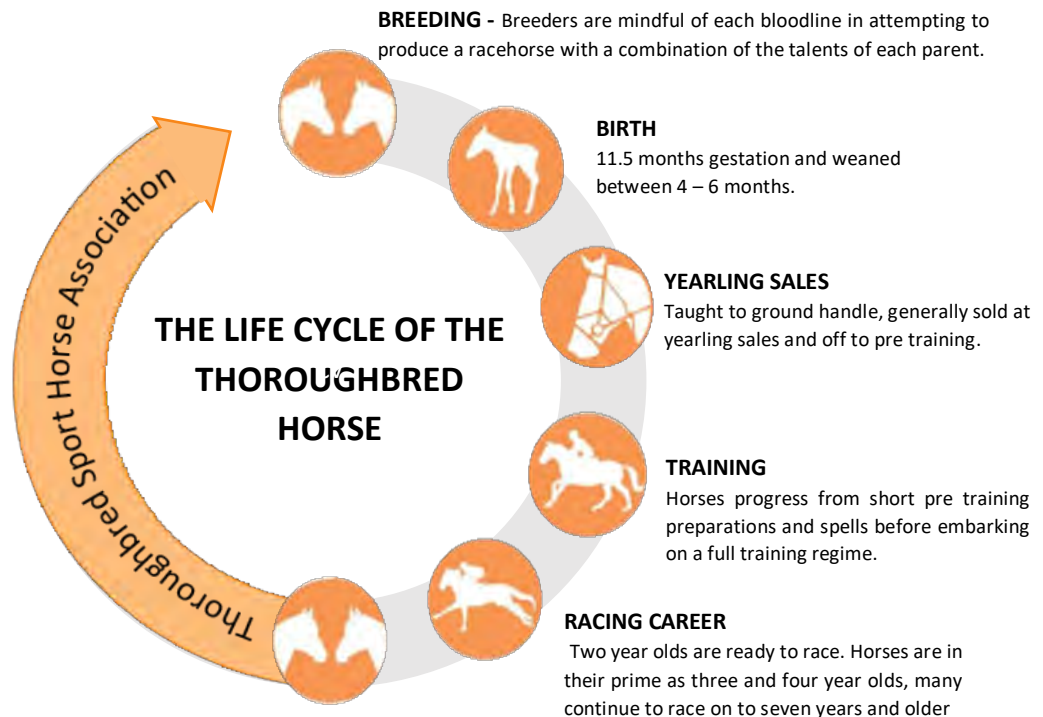 BREEDING - Breeders are mindful of each bloodline in attempting to
produce a racehorse with a combination of the talents of each parent.
BIRTH
11.5 months gestation and weaned
between 4 – 6 months.
YEARLING SALES
Taught to ground handle, generally sold at
yearling sales and off to pre training.
THE LIFE CYCLE OF THE
THOROUGHBRED
HORSE
Thoroughbred Sport Horse Association
TRAINING
Horses progress from short pre training
preparations and spells before embarking
on a full training regime.
RACING CAREER
Two year olds are ready to race. Horses are in
their prime as three and four year olds, many
continue to race on to seven years and older